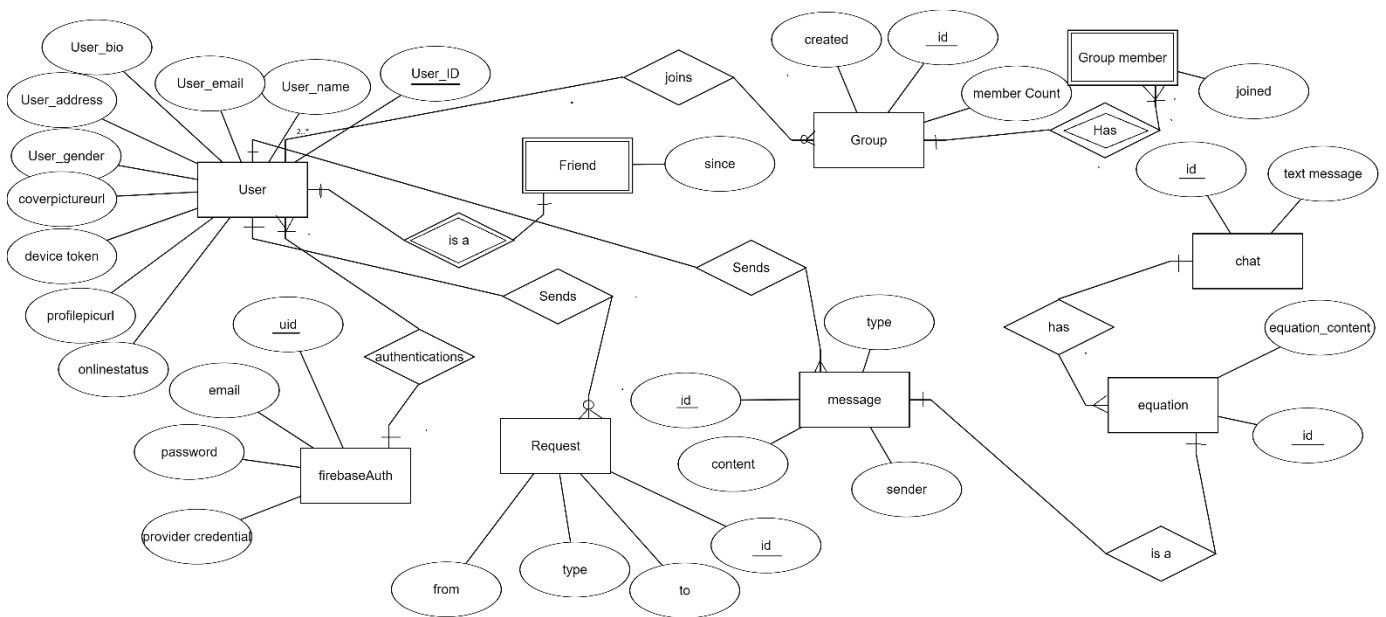 User_bio
created
id
Group member
User_email
User_name
User_ID
joins
User_address
member Count
joined
2..*
Group
Has
User_gender
Friend
since
User
id
text message
coverpictureurl
device token
is a
Sends
chat
Sends
profilepicurl
uid
type
has
equation_content
onlinestatus
authentications
email
id
message
equation
password
Request
content
id
firebaseAuth
sender
provider credential
id
is a
from
type
to